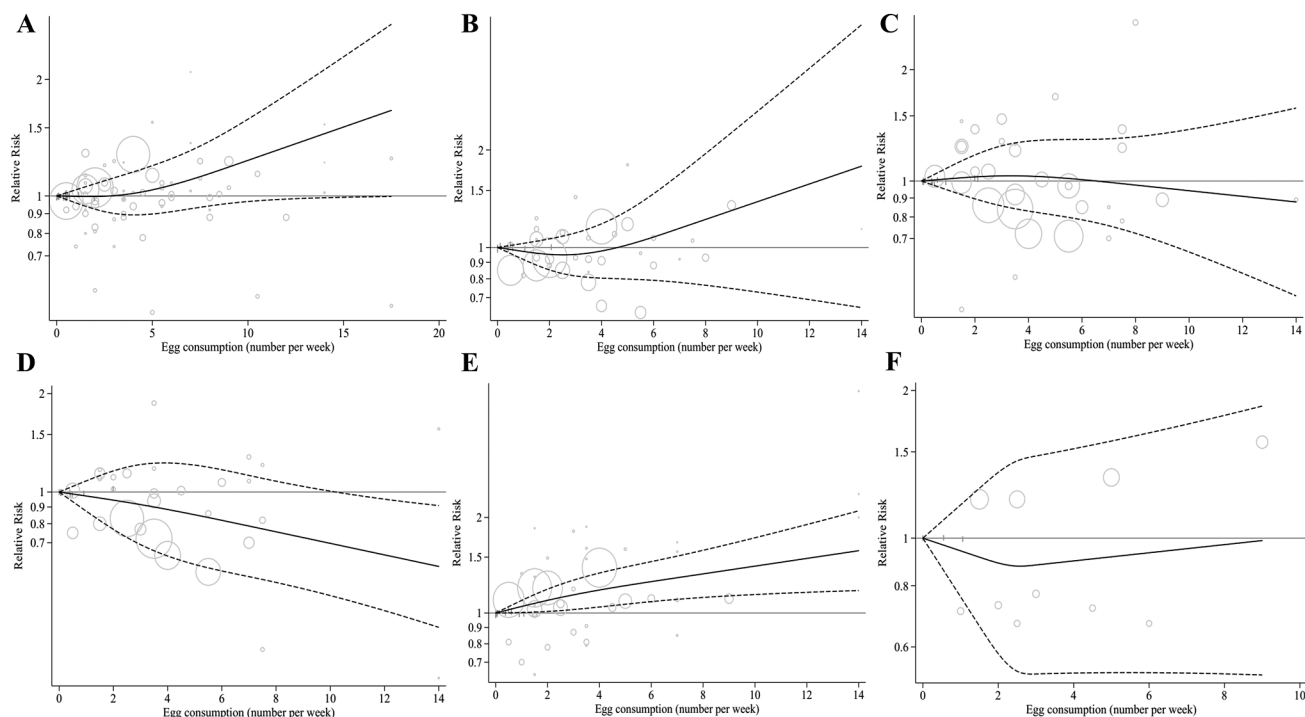 A
Relative Risk
2
1.5
1
0.9
0.8
0.7
0 5 10 15 20
Egg consumption (number per week)
B
Relative Risk
2
1.5
1
0.9
0.8
0.7
0 2 4 6 8 10 12 14
Egg consumption (number per week)
C
Relative Risk
2
1.5
1
0.9
0.8
0.7
0 2 4 6 8 10 12 14
Egg consumption (number per week)
D
Relative Risk
2
1.5
1
0.9
0.8
0.7
0 2 4 6 8 10 12 14
Egg consumption (number per week)
E
Relative Risk
2
1.5
1
0.9
0.8
0.7
0 2 4 6 8 10 12 14
Egg consumption (number per week)
F
Relative Risk
2
1.5
1
0.8
0.6
0 2 4 6 8 10
Egg consumption (number per week)